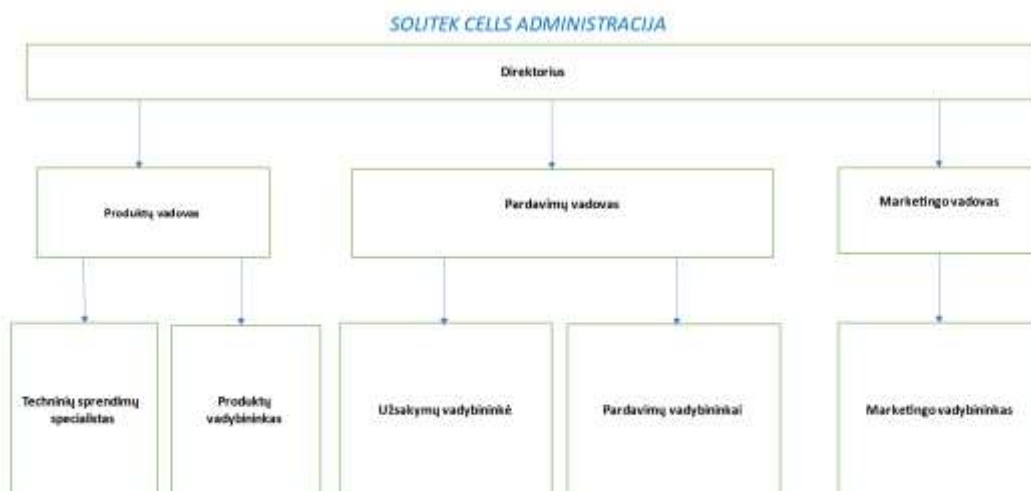 SOLITEK CELLS ADMINISTRACIJA
Direktorius
Produktų vadovas
Pardavimų vadovas
Marketingo vadovas
Techninių sprendimų
specialistas
Produktų
vadybininkas
Užsakymų vadybininkė
Pardavimų vadybininkai
Marketingo vadybininkas